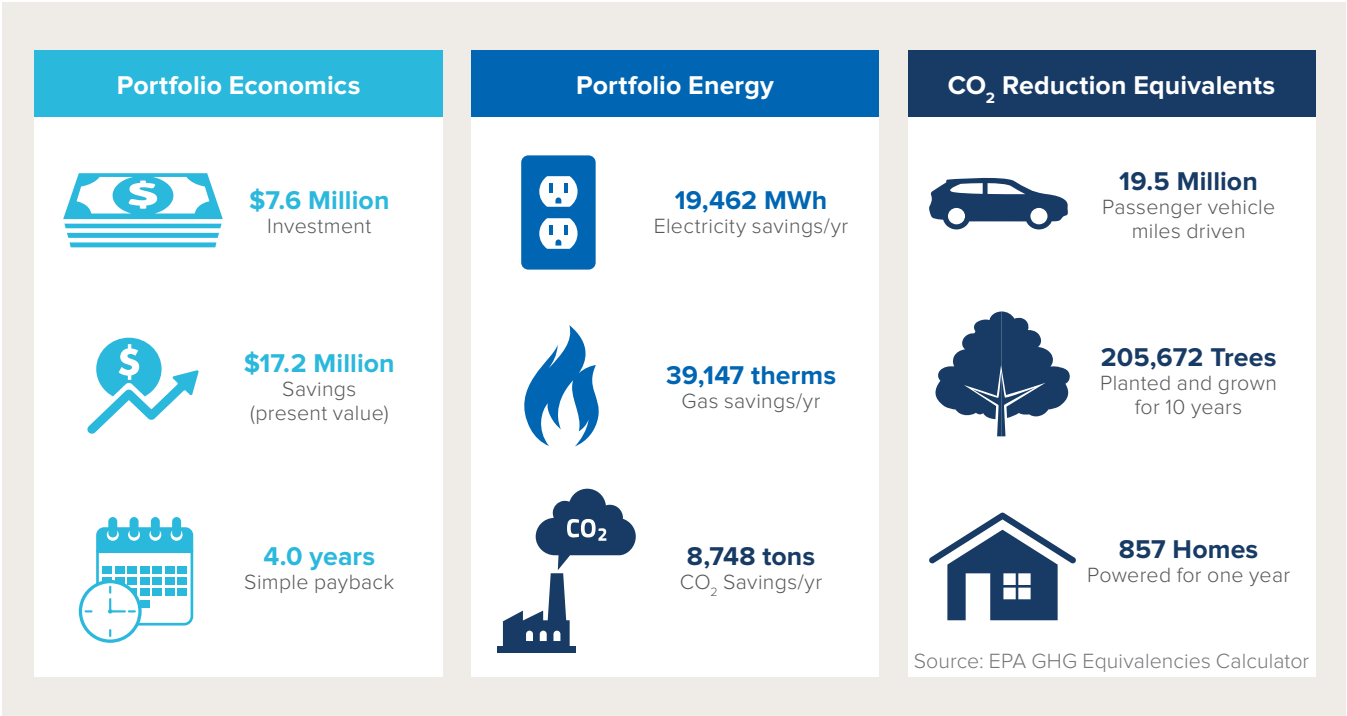 Portfolio Economics
$
$7.6 Million
Investment
$
$17.2 Million
Savings
(present value)
4.0 years
Simple payback
Portfolio Energy
19,462 MWh
Electricity savings/yr
39,147 therms
Gas savings/yr
CO₂
8,748 tons
CO₂ Savings/yr
CO₂ Reduction Equivalents
19.5 Million
Passenger vehicle
miles driven
205,672 Trees
Planted and grown
for 10 years
857 Homes
Powered for one year
Source: EPA GHG Equivalencies Calculator